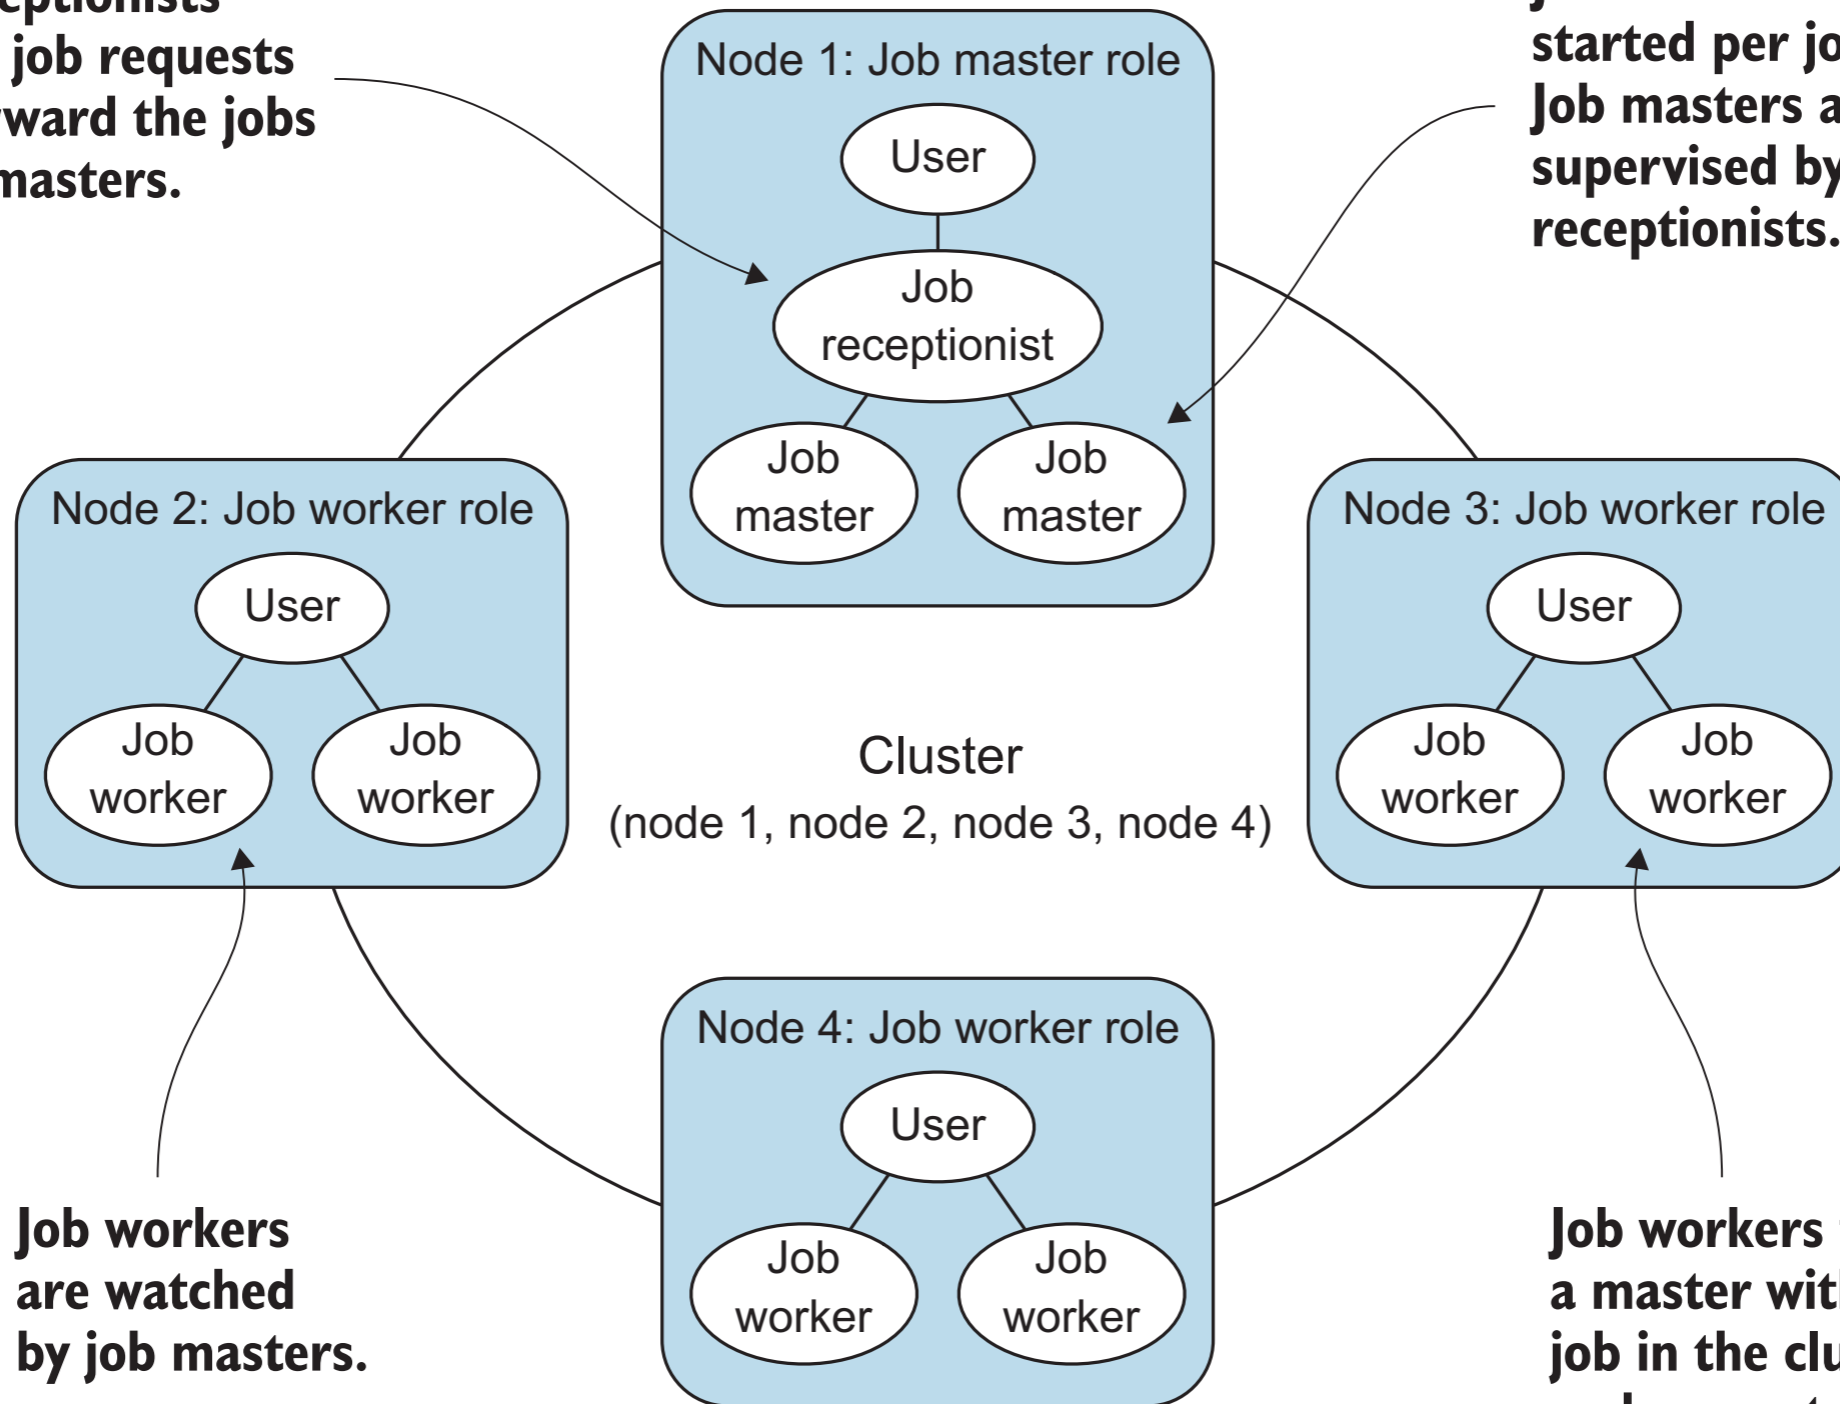 job requests
ward the jobs
masters.
started per
Job masters
supervised by
receptionists.
Node 1: Job master role
User
Job
receptionist
Job
master
Job
master
Node 2: Job worker role
User
Job
worker
Job
worker
Cluster
(node 1, node 2, node 3, node 4)
Node 3: Job worker role
User
Job
worker
Job
worker
Node 4: Job worker role
User
Job
worker
Job
worker
Job workers
are watched
by job masters.
Job workers
a master
job in the